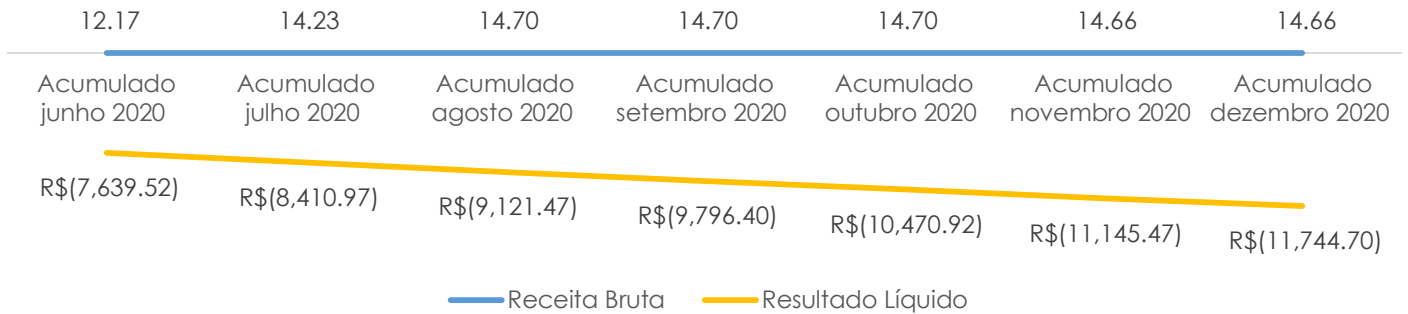 12.17 14.23 14.70 14.70 14.70 14.66 14.66
Acumulado Acumulado Acumulado Acumulado Acumulado Acumulado Acumulado
junho 2020 julho 2020 agosto 2020 setembro 2020 outubro 2020 novembro 2020 dezembro 2020
R$(7,639.52) R$(8,410.97) R$(9,121.47) R$(9,796.40) R$(10,470.92) R$(11,145.47) R$(11,744.70)
Receita Bruta Resultado Líquido